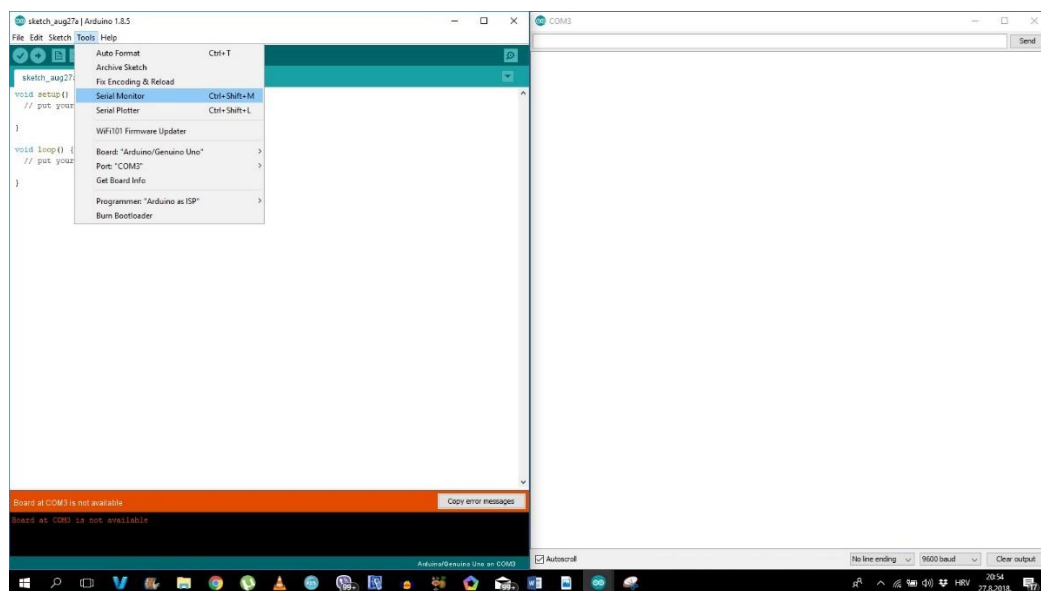 sketch_aug27a | Arduino 1.8.5
File Edit Sketch Tools Help
Auto Format Ctrl+T
Archive Sketch
Fix Encoding & Reload
Serial Monitor Ctrl+Shift+M
Serial Plotter Ctrl+Shift+L
WiFi101 Firmware Updater
Board: "Arduino/Genuino Uno"
Port: "COM3"
Get Board Info
Programmer: "Arduino as ISP"
Burn Bootloader
sketch_aug27
void setup()
// put your
}
void loop() {
// put your
}
Board at COM3 is not available
Copy error messages
Board at COM3 is not available
Arduino/Genuino Uno on COM3
COM3
Send
Autoscroll
No line ending
9600 baud
Clear output
99+
99+
HRV
20:54
27.8.2018.
17